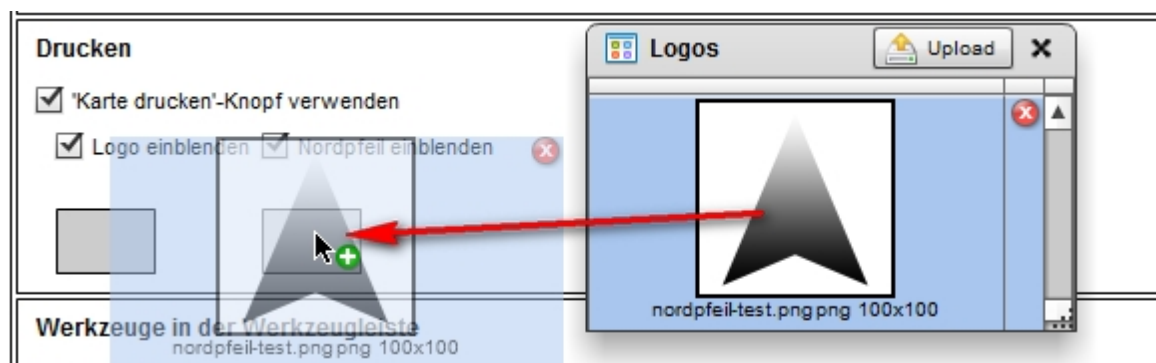 Drucken
'Karte drucken'-Knopf verwenden
Logo einblenden Nordpfeil einblenden
Werkzeuge in der Werkzeugleiste
nordpfeil-test.png png 100x100
Logos Upload
nordpfeil-test.png png 100x100